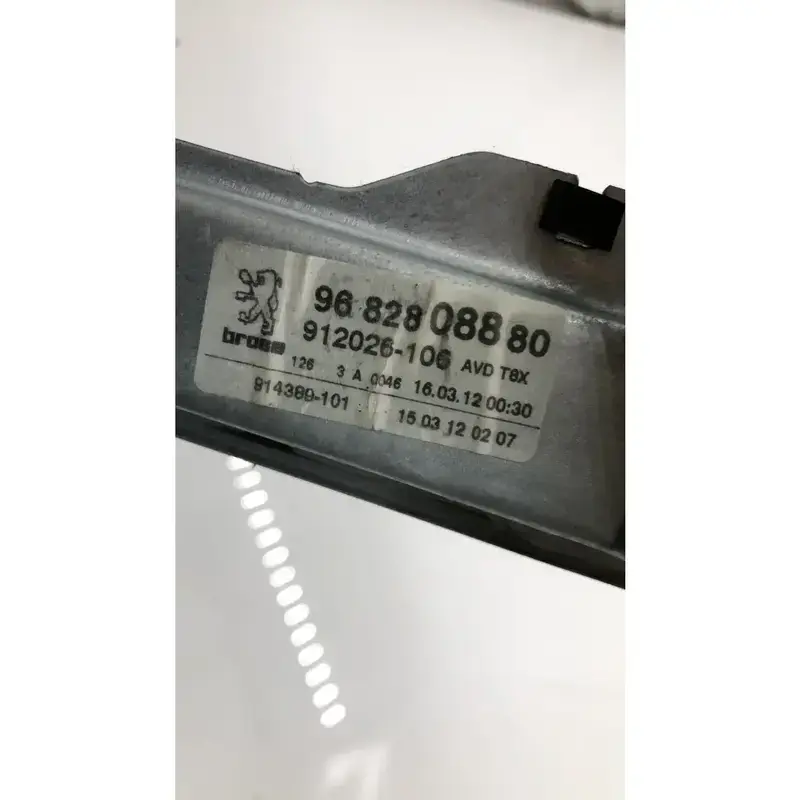 96 828 088 80
brose
912026-106 AVD T6X
126 3 A 0046 16.03.12 00:30
914389-101 15 03 12 02 07